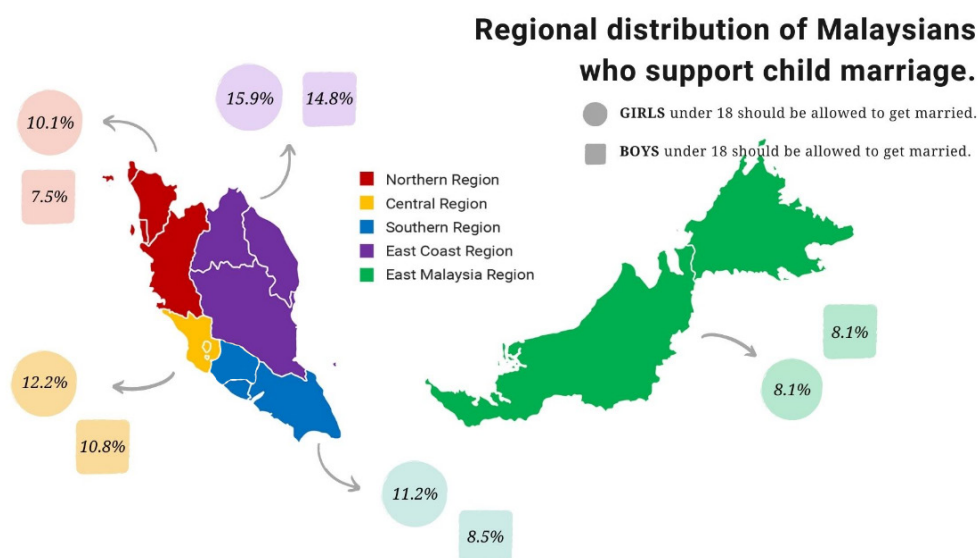 Regional distribution of Malaysians
who support child marriage.
GIRLS under 18 should be allowed to get married.
BOYS under 18 should be allowed to get married.
15.9%
14.8%
10.1%
7.5%
Northern Region
Central Region
Southern Region
East Coast Region
East Malaysia Region
8.1%
8.1%
12.2%
10.8%
11.2%
8.5%